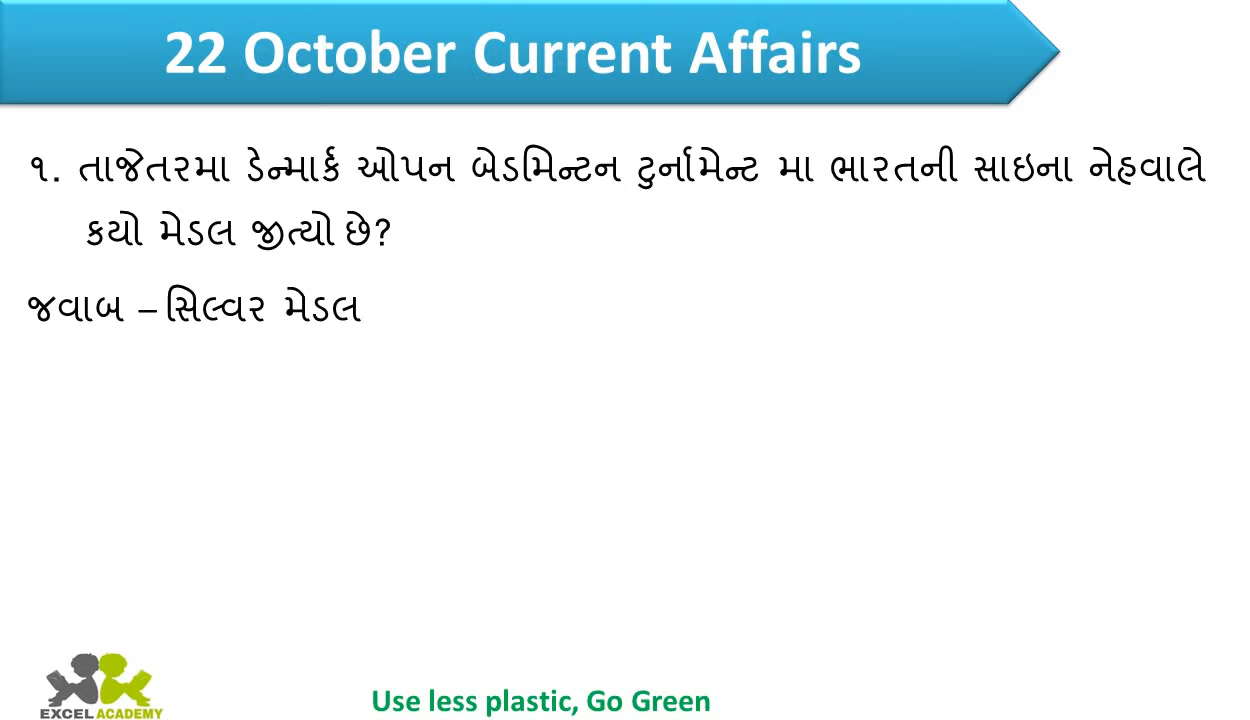 22 October Current Affairs
૧. તાજેતરમા ડેન્માર્ક ઓપન બેડમિન્ટન ટુર્નામેન્ટ મા ભારતની સાઇના નેહવાલે
કયો મેડલ જીત્યો છે?
જવાબ – સિલ્વર મેડલ
EXCEL ACADEMY
Use less plastic, Go Green